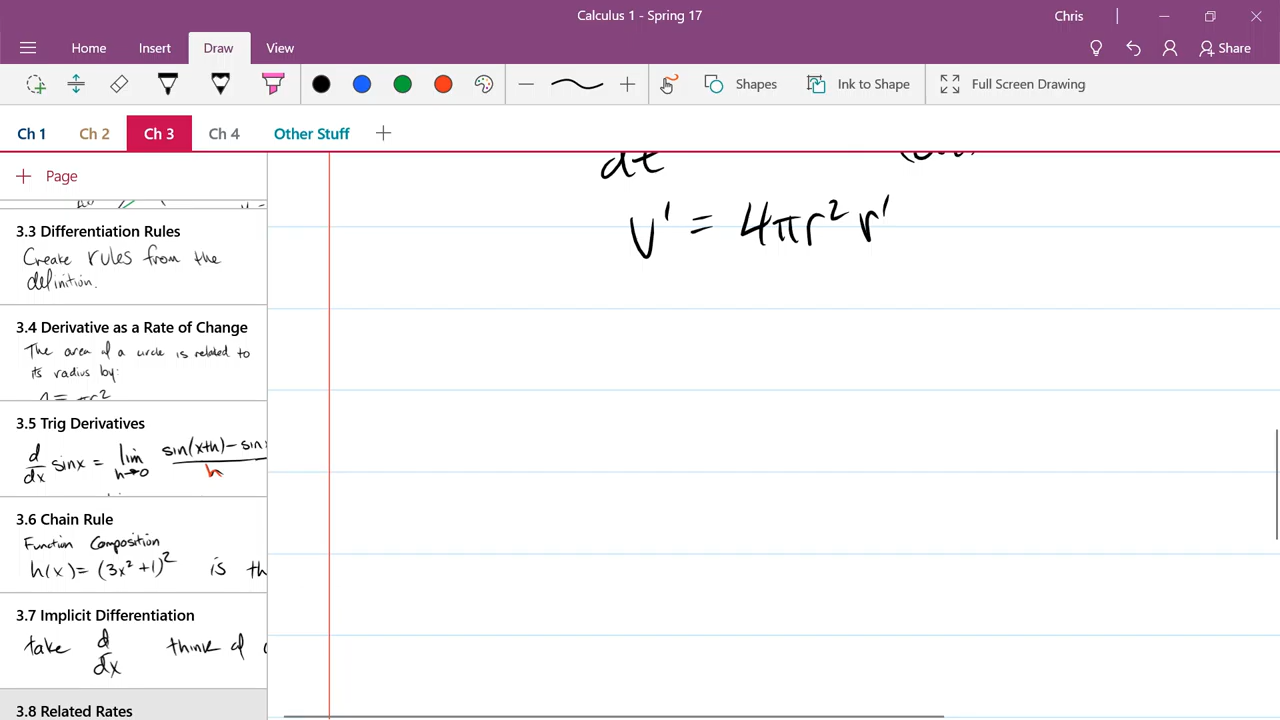 Calculus 1 - Spring 17
Chris
Home Insert Draw View
Share
Shapes Ink to Shape Full Screen Drawing
Ch 1 Ch 2 Ch 3 Ch 4 Other Stuff
Page
dt
V' = 4πr² r'
3.3 Differentiation Rules
Create rules from the
definition.
3.4 Derivative as a Rate of Change
The area of a circle is related to
its radius by:
A = πr²
3.5 Trig Derivatives
d/dx sinx = lim h→0 sin(x+h) - sin / h
3.6 Chain Rule
Function Composition
h(x) = (3x² + 1)² is th
3.7 Implicit Differentiation
take d/dx think of
3.8 Related Rates